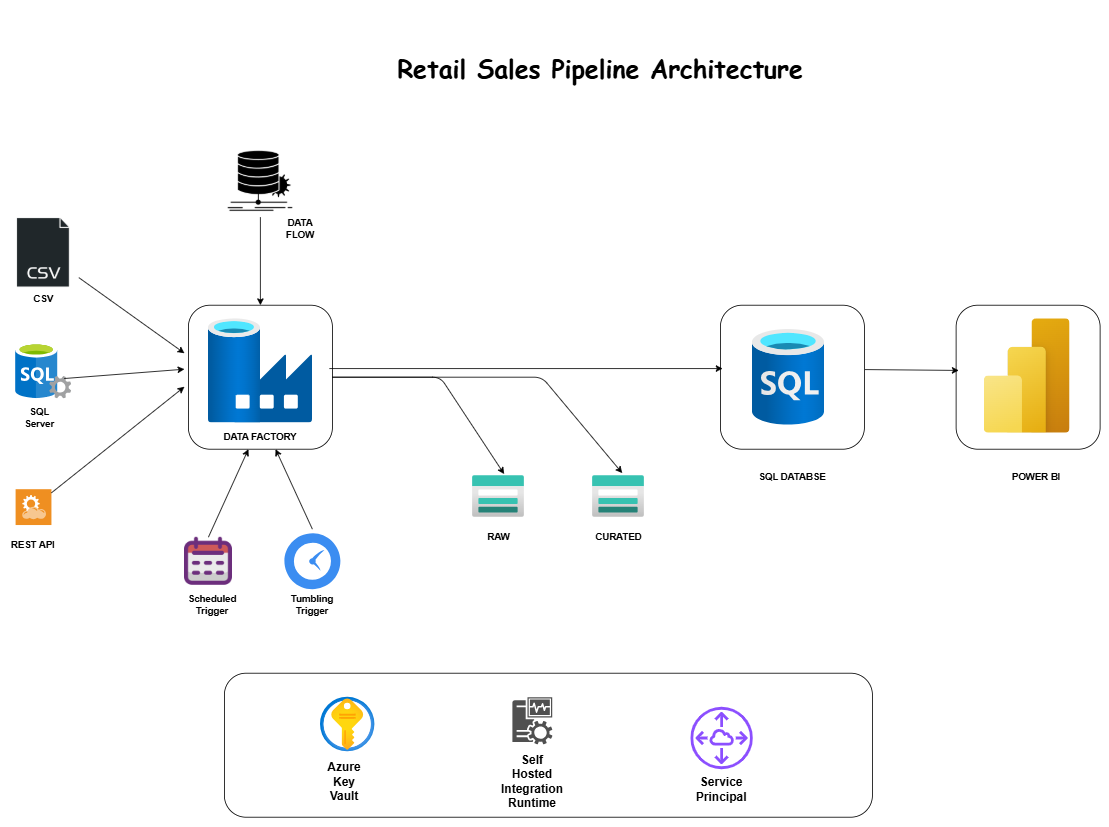 Retail Sales Pipeline Architecture
DATA
FLOW
CSV
CSV
SQL
SQL
Server
REST API
DATA FACTORY
Scheduled
Trigger
Tumbling
Trigger
RAW
CURATED
SQL
SQL DATABSE
POWER BI
Azure
Key
Vault
Self
Hosted
Integration
Runtime
Service
Principal